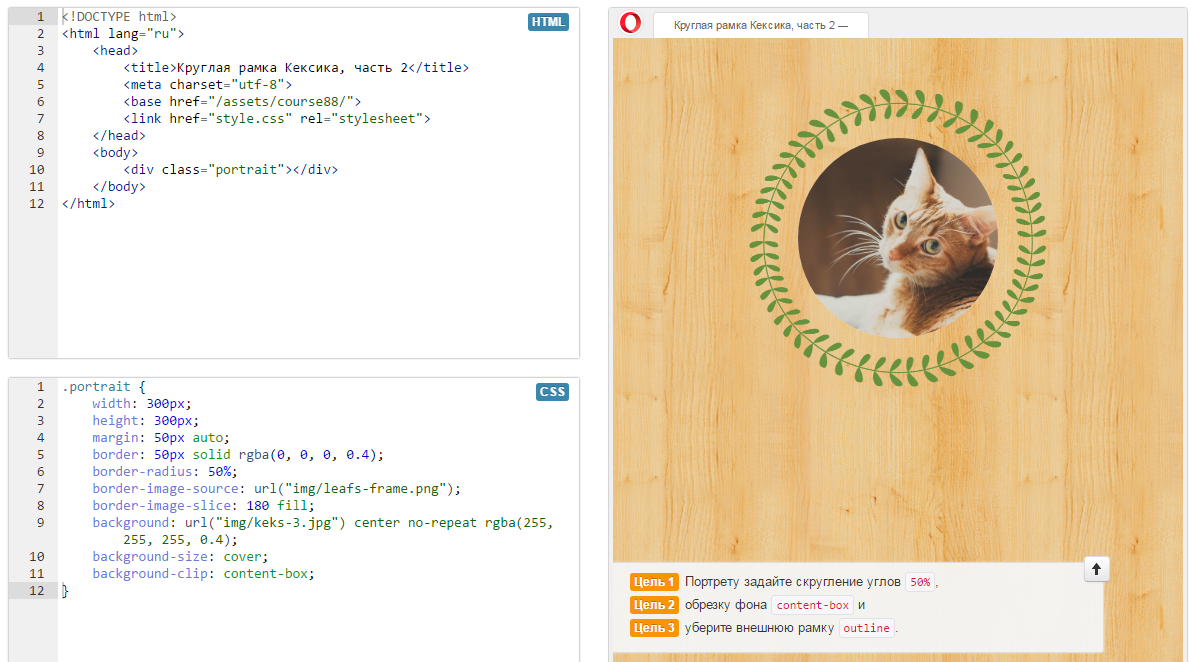 1 <!DOCTYPE html>
HTML
2 <html lang="ru">
3     <head>
4         <title>Круглая рамка Кексика, часть 2</title>
5         <meta charset="utf-8">
6         <base href="/assets/course88/">
7         <link href="style.css" rel="stylesheet">
8     </head>
9     <body>
10         <div class="portrait"></div>
11     </body>
12 </html>
1 .portrait {
CSS
2     width: 300px;
3     height: 300px;
4     margin: 50px auto;
5     border: 50px solid rgba(0, 0, 0, 0.4);
6     border-radius: 50%;
7     border-image-source: url("img/leafs-frame.png");
8     border-image-slice: 180 fill;
9     background: url("img/keks-3.jpg") center no-repeat rgba(255,
        255, 255, 0.4);
10     background-size: cover;
11     background-clip: content-box;
12 }
Круглая рамка Кексика, часть 2 —
Цель 1 Портрету задайте скругление углов 50% ,
Цель 2 обрезку фона content-box и
Цель 3 уберите внешнюю рамку outline .